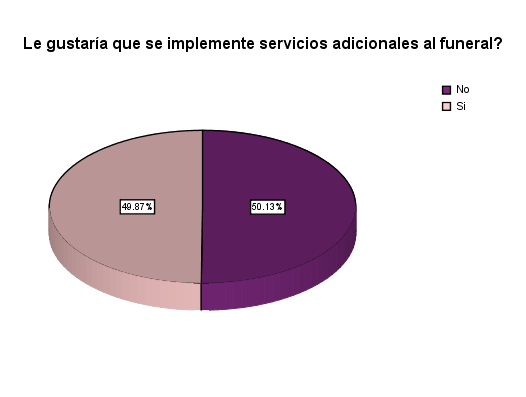 Le gustaría que se implemente servicios adicionales al funeral?
No
Si
49.87%
50.13%